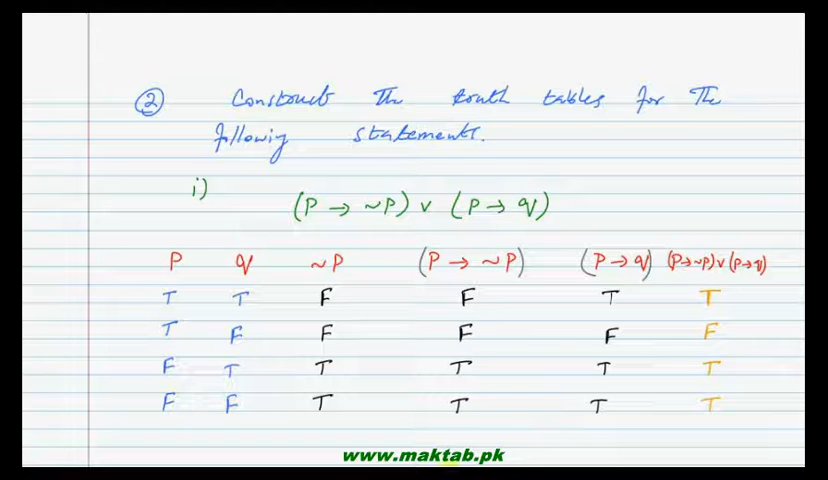 ② Construct the truth tables for the
following statements.
i)
(P → ~P) v (P → q)
P q ~P (P → ~P) (P → q) (P→~P) v (P→q)
T T F F T T
T F F F F F
F T T T T T
F F T T T T
www.maktab.pk